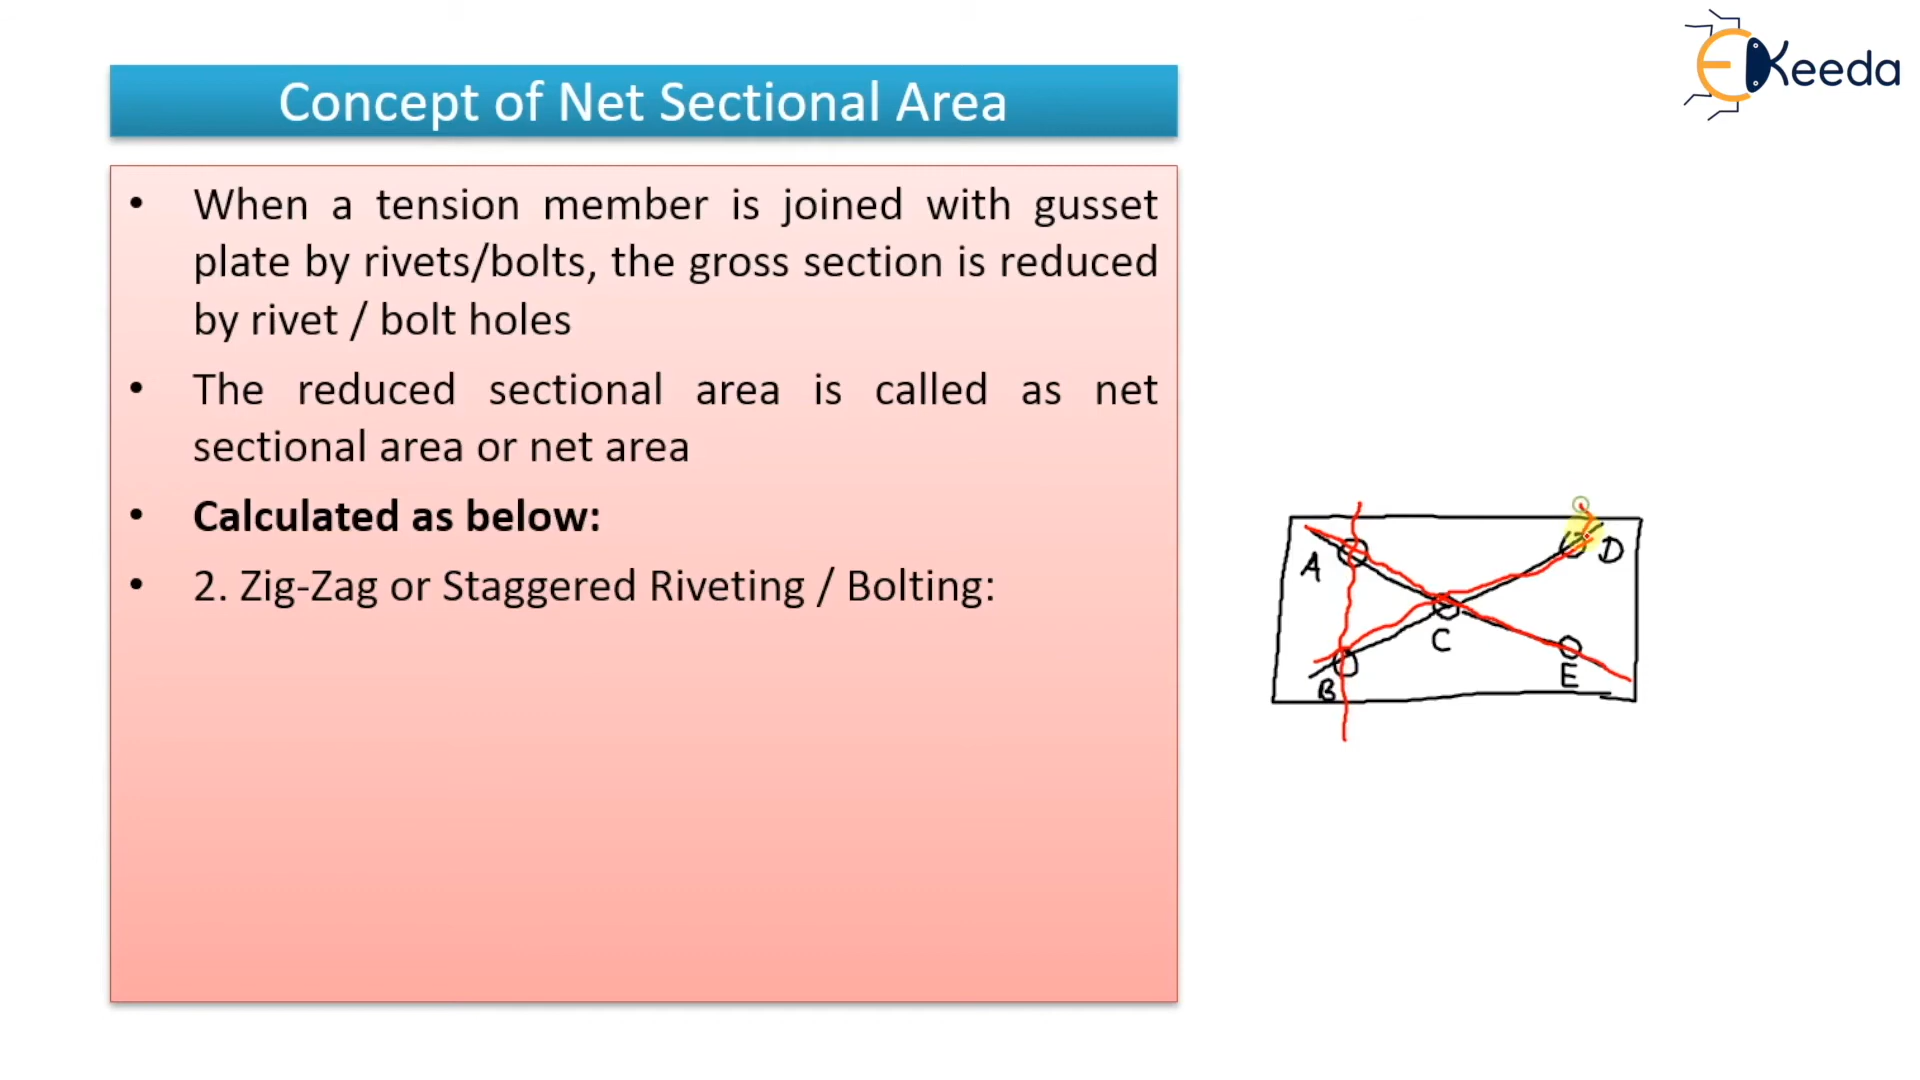 EKeeda
Concept of Net Sectional Area
• When a tension member is joined with gusset
plate by rivets/bolts, the gross section is reduced
by rivet / bolt holes
• The reduced sectional area is called as net
sectional area or net area
• Calculated as below:
• 2. Zig-Zag or Staggered Riveting / Bolting:
A
D
C
B
E